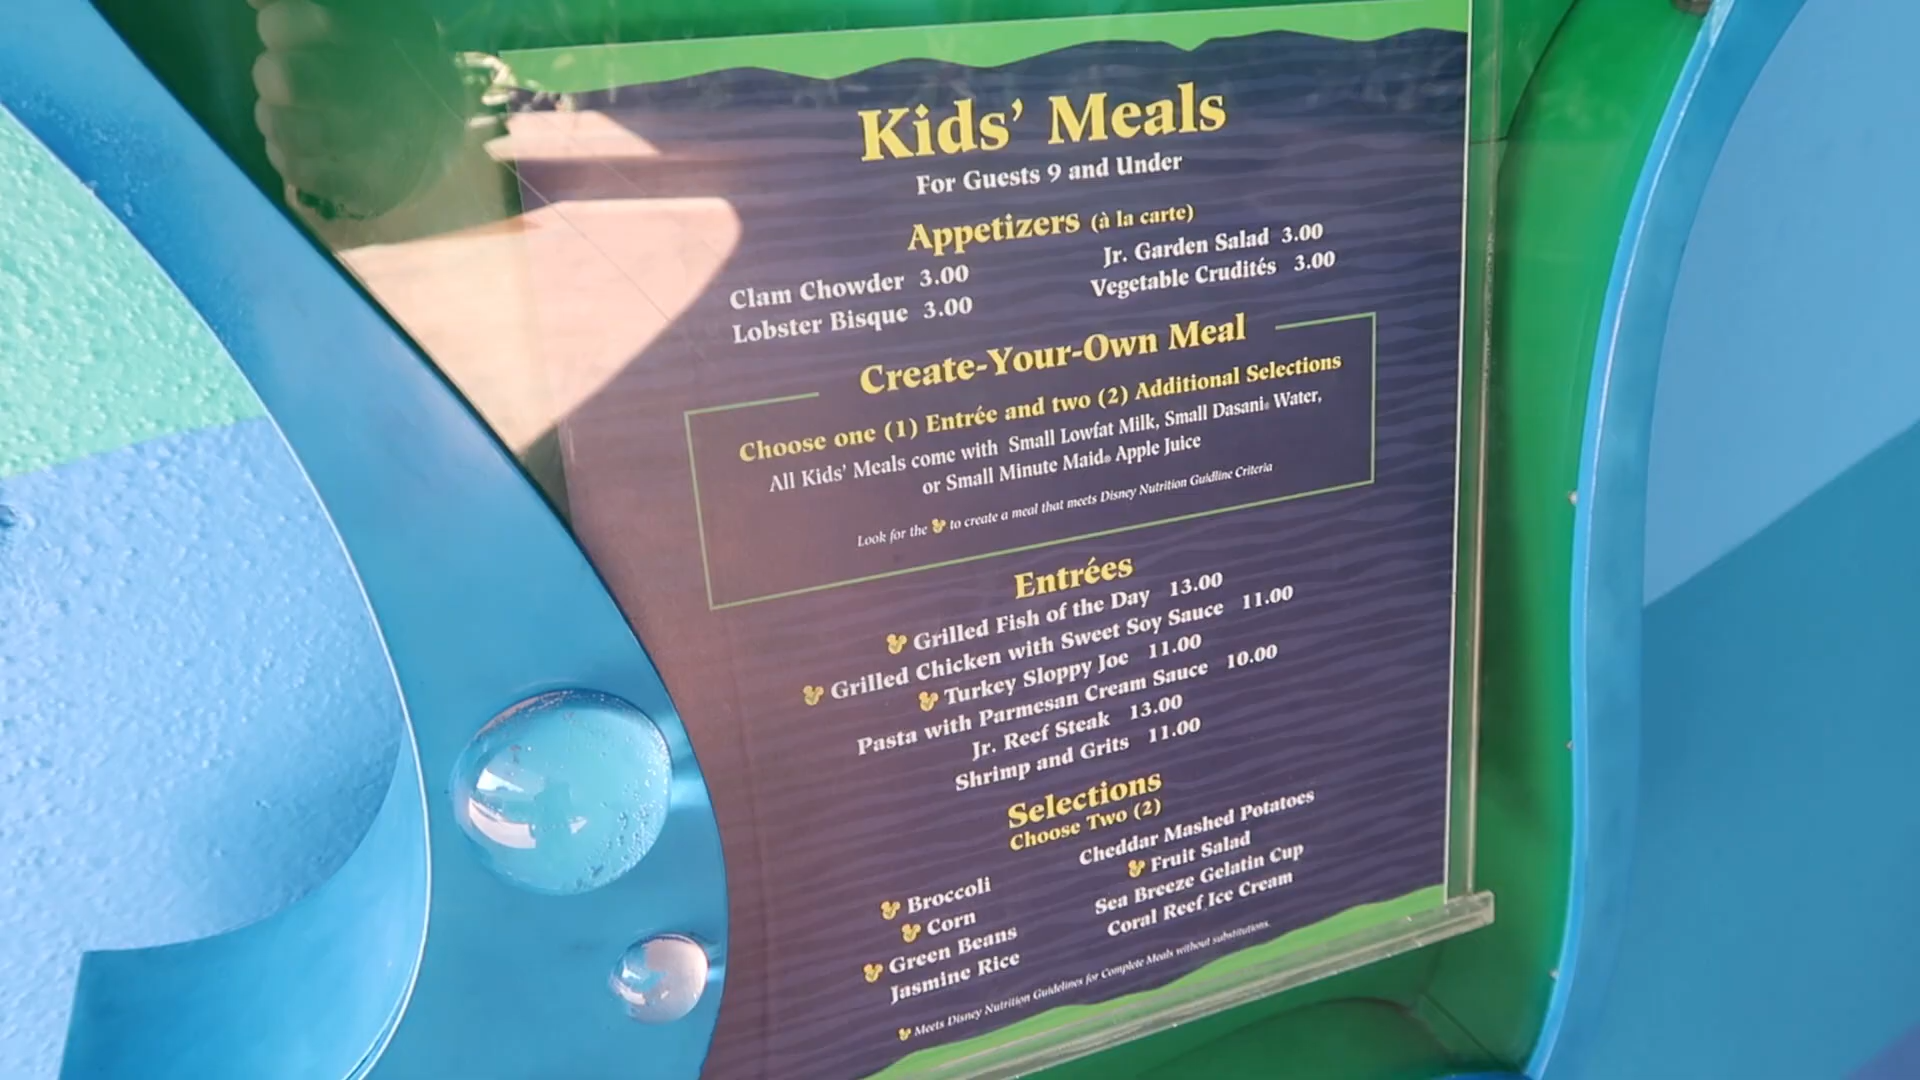 Kids' Meals
For Guests 9 and Under
Appetizers (à la carte)
Clam Chowder 3.00
Lobster Bisque 3.00
Jr. Garden Salad 3.00
Vegetable Crudités 3.00
Create-Your-Own Meal
Choose one (1) Entrée and two (2) Additional Selections
All Kids' Meals come with Small Lowfat Milk, Small Dasani® Water,
or Small Minute Maid® Apple Juice
Look for the to create a meal that meets Disney Nutrition Guidline Criteria
Entrées
Grilled Fish of the Day 13.00
Grilled Chicken with Sweet Soy Sauce 11.00
Turkey Sloppy Joe 11.00
Pasta with Parmesan Cream Sauce 10.00
Jr. Reef Steak 13.00
Shrimp and Grits 11.00
Selections
Choose Two (2)
Broccoli
Corn
Green Beans
Jasmine Rice
Cheddar Mashed Potatoes
Fruit Salad
Sea Breeze Gelatin Cup
Coral Reef Ice Cream
Meets Disney Nutrition Guidelines for Complete Meals without substitutions.